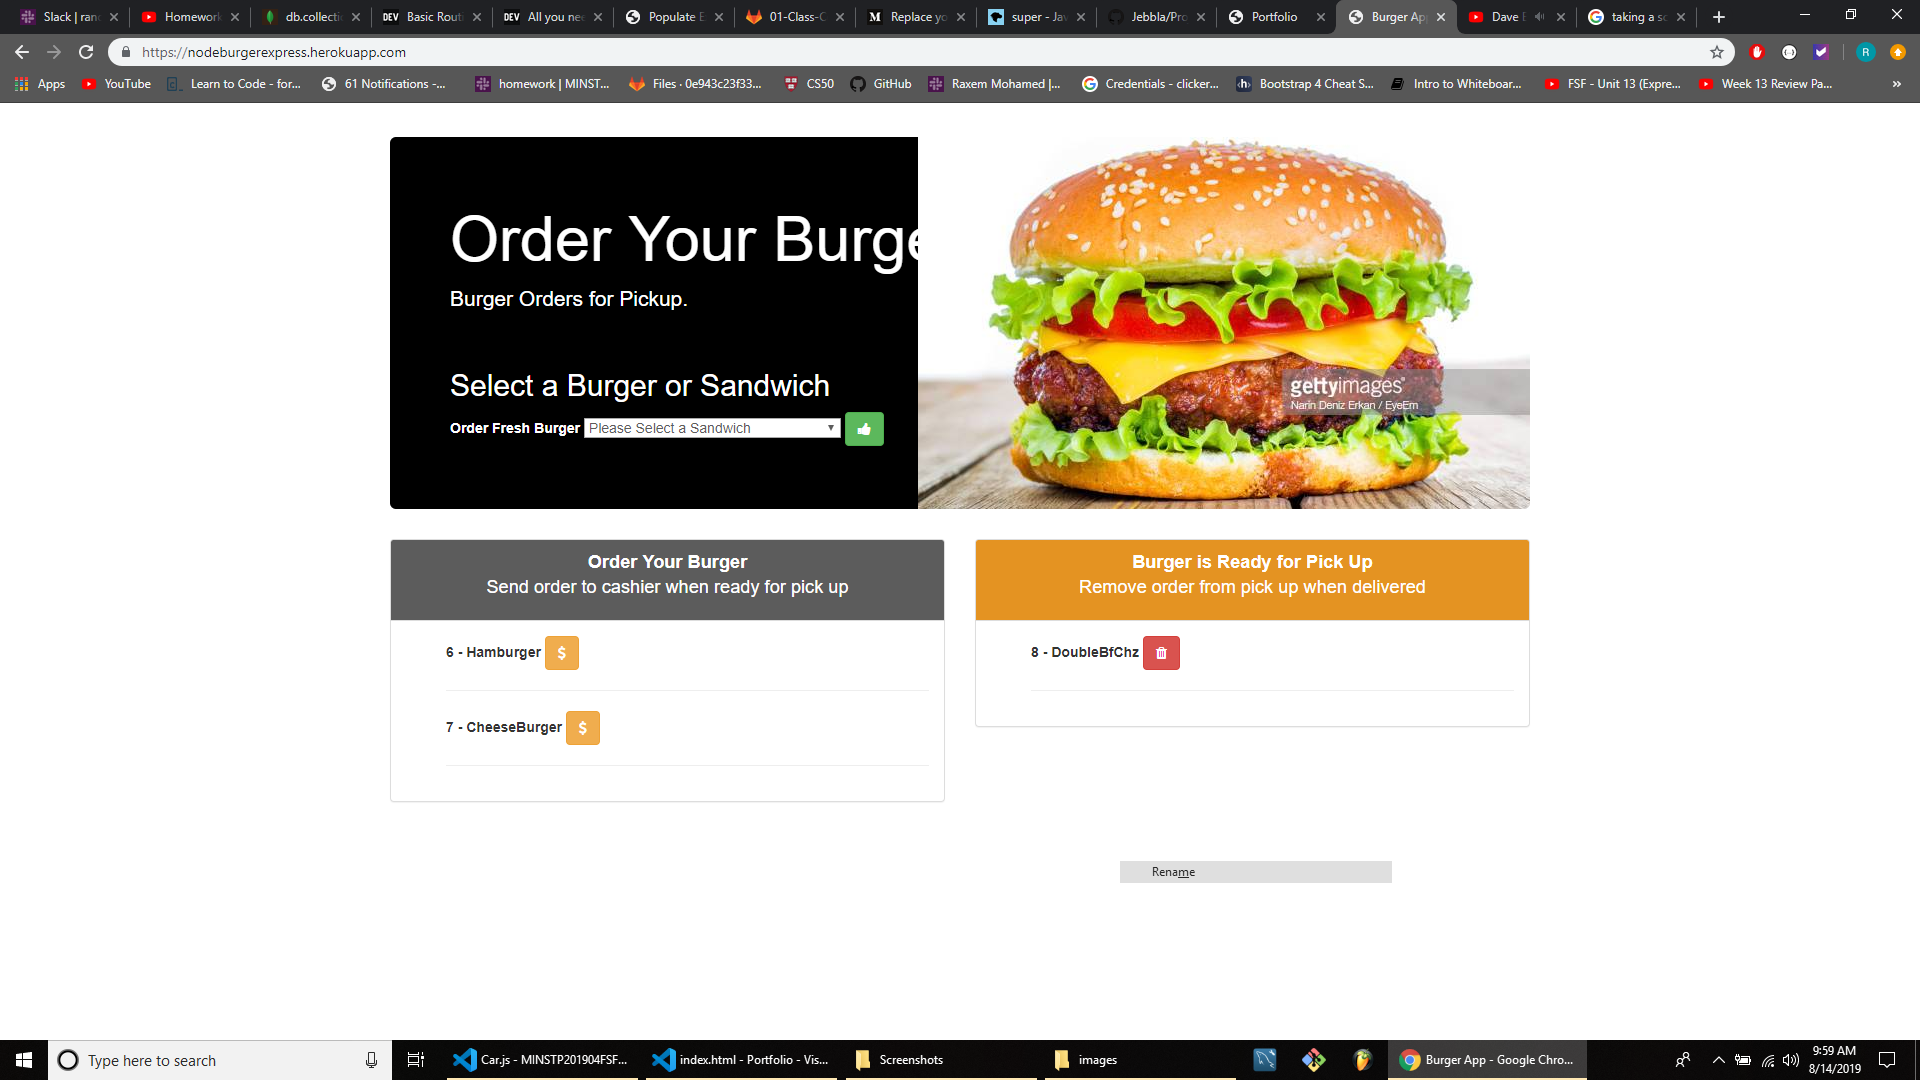 Slack | ran
Homework
db.collecti
Basic Routi
All you nee
Populate E
01-Class-C
Replace yo
super - Jav
Jebbla/Pro
Portfolio
Burger App
Dave
taking a sc
https://nodeburgerexpress.herokuapp.com
Apps
YouTube
Learn to Code - for...
61 Notifications -...
homework | MINST...
Files · 0e943c23f33...
CS50
GitHub
Raxem Mohamed |...
Credentials - clicker...
Bootstrap 4 Cheat S...
Intro to Whiteboar...
FSF - Unit 13 (Expre...
Week 13 Review Pa...
»
Order Your Burge
Burger Orders for Pickup.
Select a Burger or Sandwich
Order Fresh Burger Please Select a Sandwich
gettyimages®
Narin Deniz Erkan / EyeEm
Order Your Burger
Send order to cashier when ready for pick up
6 - Hamburger $
7 - CheeseBurger $
Burger is Ready for Pick Up
Remove order from pick up when delivered
8 - DoubleBfChz
Rename
Type here to search
Car.js - MINSTP201904FSF...
index.html - Portfolio - Vis...
Screenshots
images
Burger App - Google Chro...
9:59 AM
8/14/2019